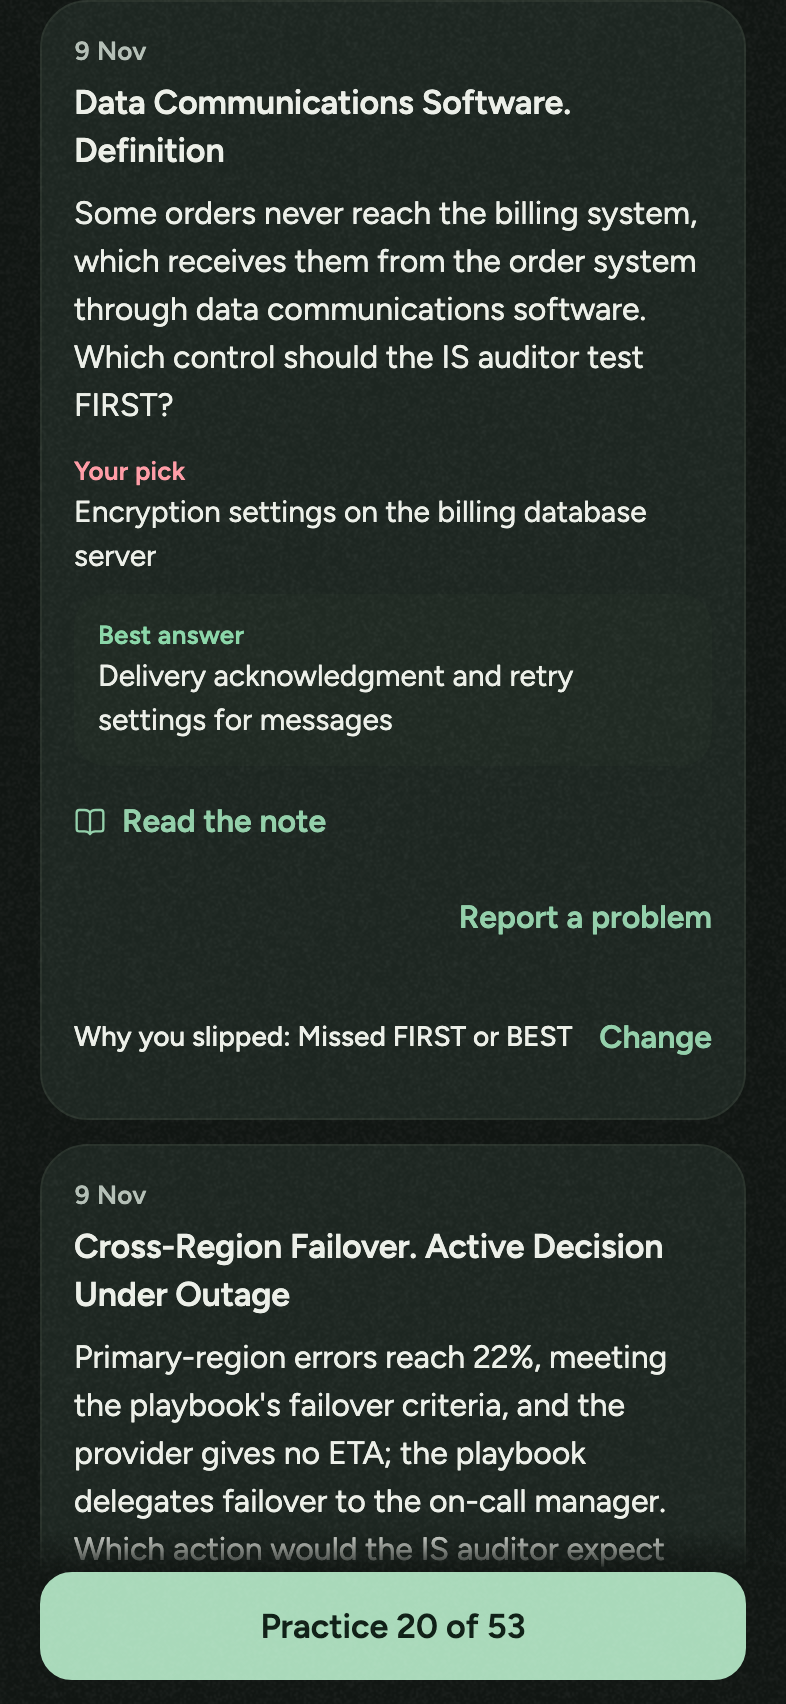 9 Nov
Data Communications Software.
Definition
Some orders never reach the billing system,
which receives them from the order system
through data communications software.
Which control should the IS auditor test
FIRST?
Your pick
Encryption settings on the billing database
server
Best answer
Delivery acknowledgment and retry
settings for messages
Read the note
Report a problem
Why you slipped: Missed FIRST or BEST Change
9 Nov
Cross-Region Failover. Active Decision
Under Outage
Primary-region errors reach 22%, meeting
the playbook's failover criteria, and the
provider gives no ETA; the playbook
delegates failover to the on-call manager.
Which action would the IS auditor expect
Practice 20 of 53